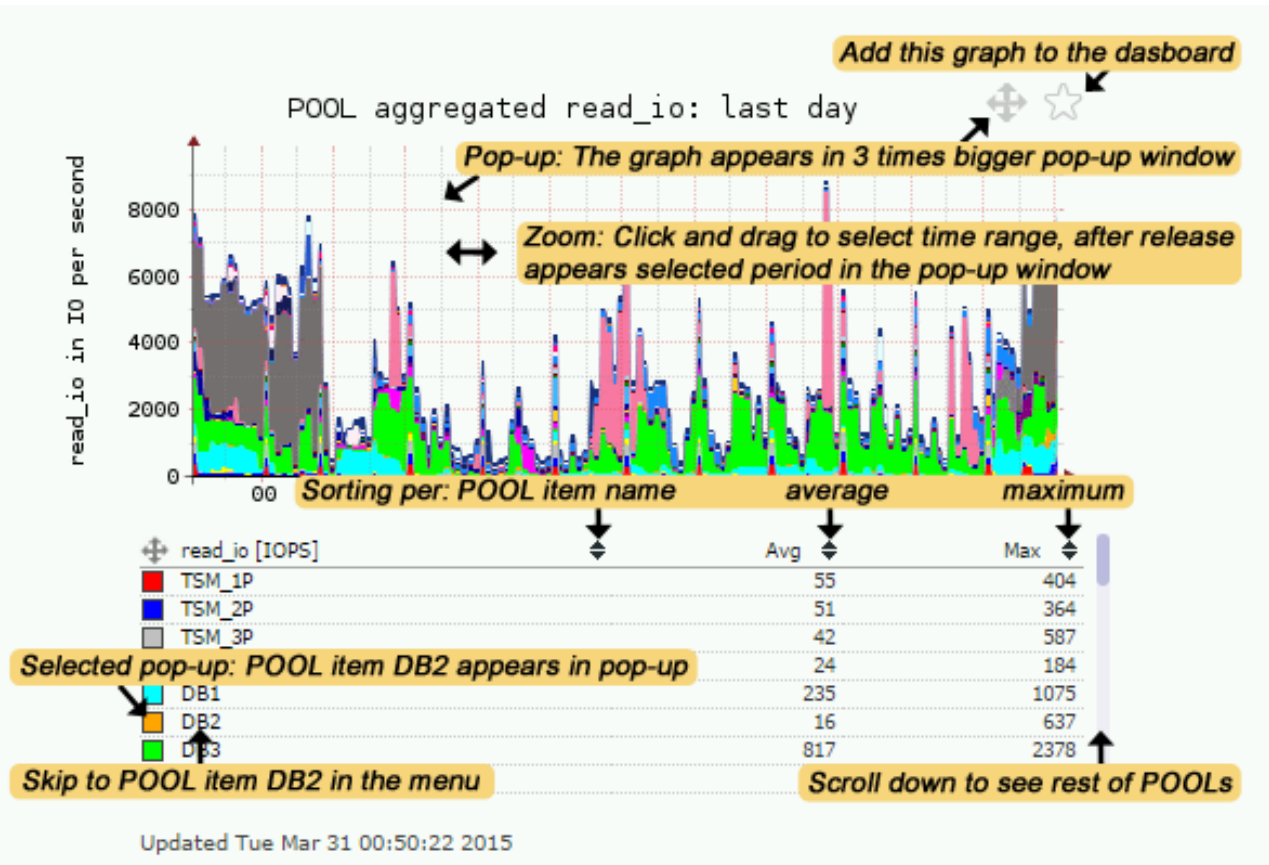 Add this graph to the dasboard
POOL aggregated read_io: last day
Pop-up: The graph appears in 3 times bigger pop-up window
read_io in IO per second
8000
Zoom: Click and drag to select time range, after release
appears selected period in the pop-up window
6000
4000
2000
0
00
Sorting per: POOL item name average maximum
read_io [IOPS] Avg Max
TSM_1P 55 404
TSM_2P 51 364
TSM_3P 42 587
Selected pop-up: POOL item DB2 appears in pop-up
24 184
DB1 235 1075
DB2 16 637
DB3 817 2378
Skip to POOL item DB2 in the menu
Scroll down to see rest of POOLs
Updated Tue Mar 31 00:50:22 2015